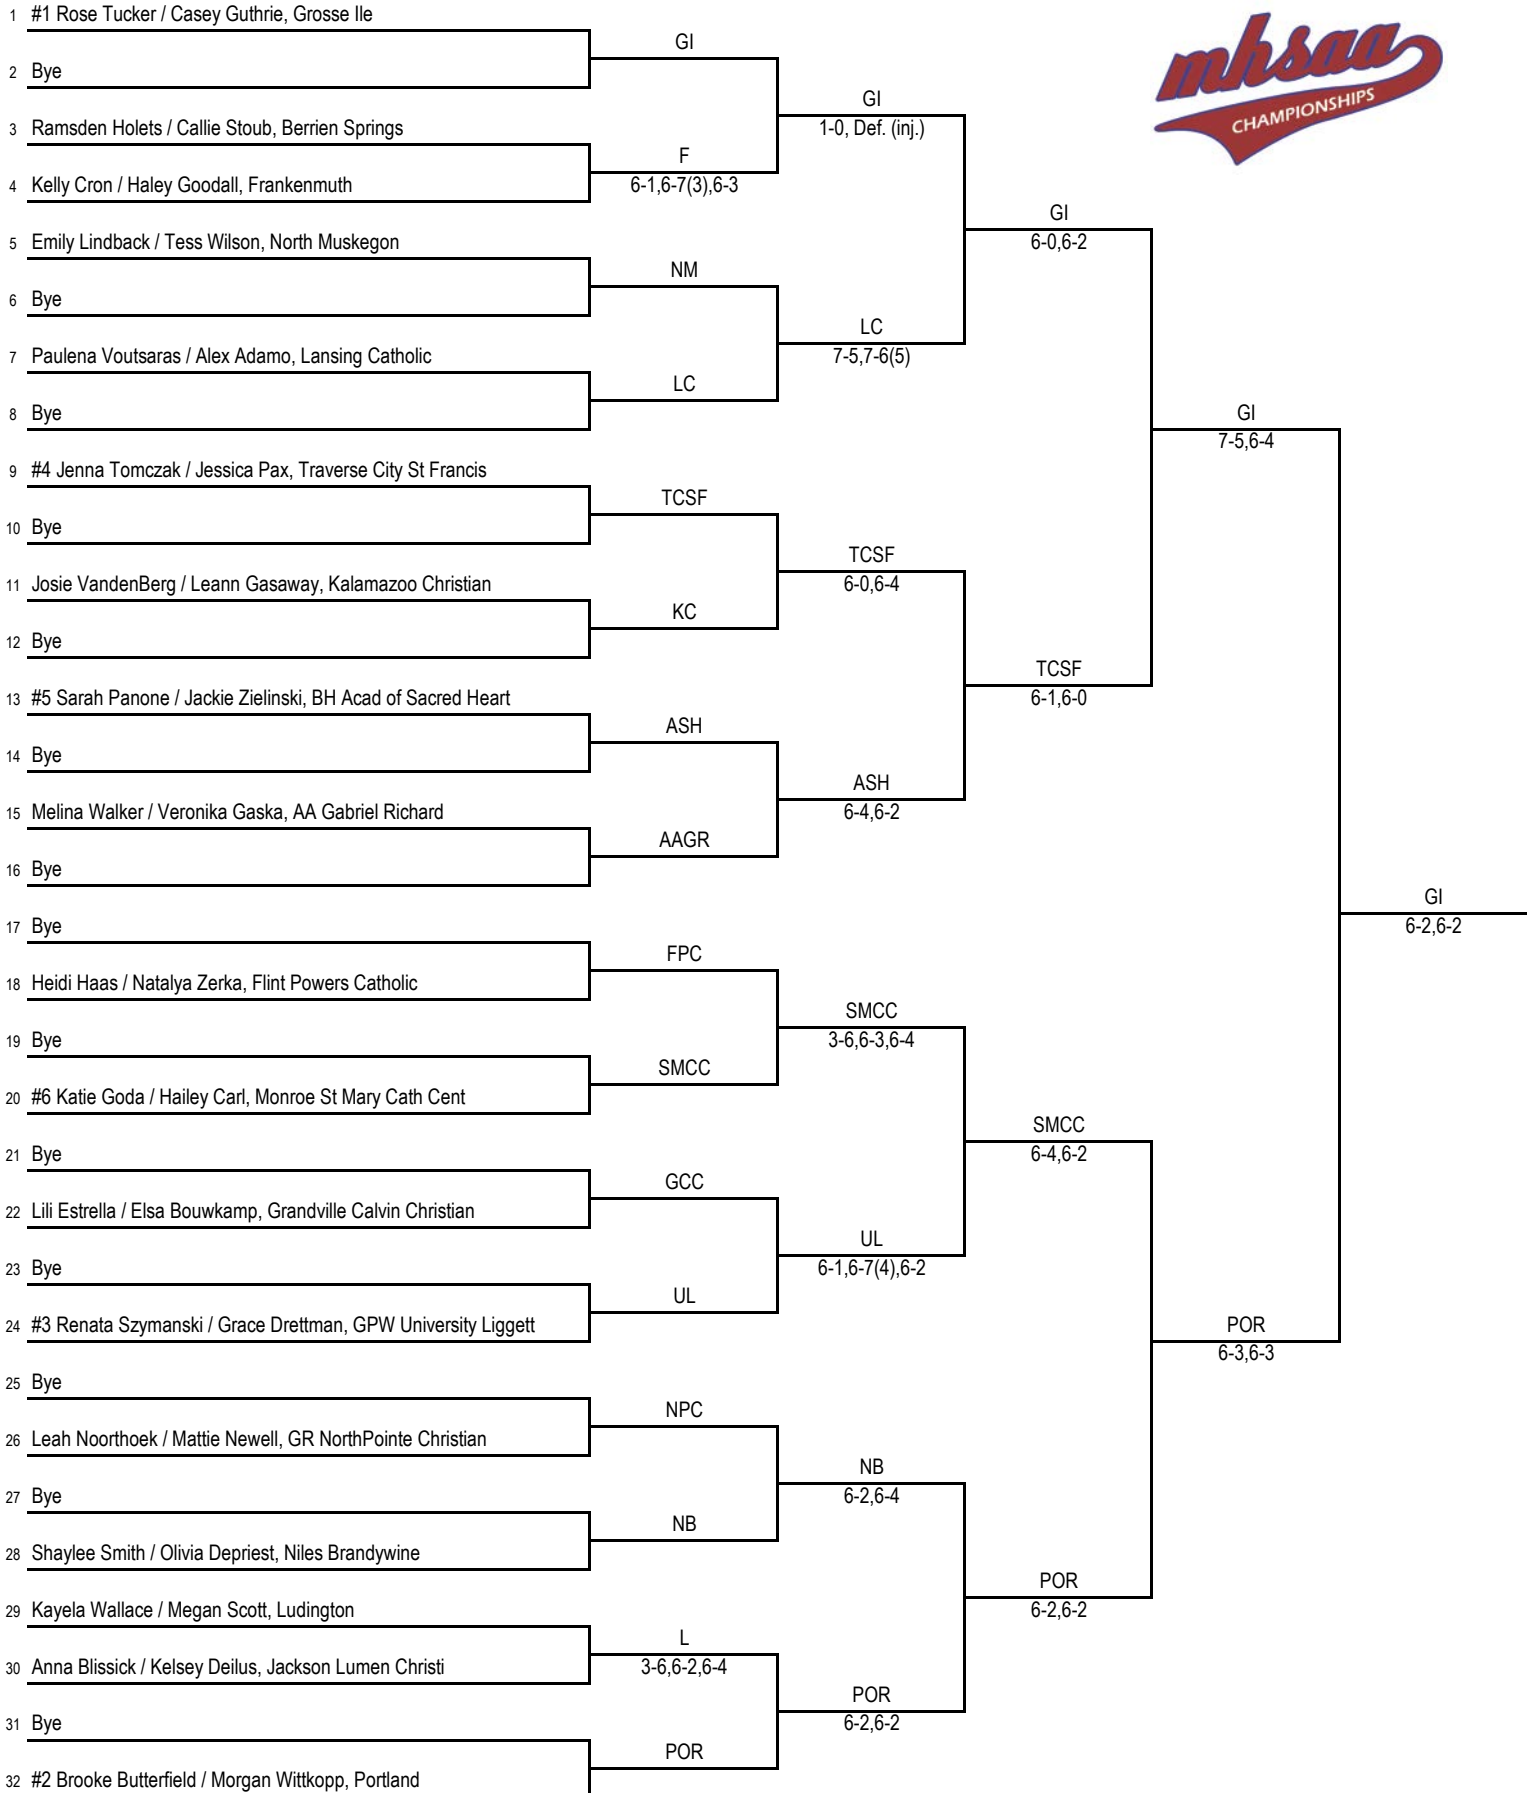 1 #1 Rose Tucker / Casey Guthrie, Grosse Ile
GI
2 Bye
mhsaa
CHAMPIONSHIPS
GI
1-0, Def. (inj.)
3 Ramsden Holets / Callie Stoub, Berrien Springs
F
6-1,6-7(3),6-3
4 Kelly Cron / Haley Goodall, Frankenmuth
GI
6-0,6-2
5 Emily Lindback / Tess Wilson, North Muskegon
NM
6 Bye
LC
7-5,7-6(5)
7 Paulena Voutsaras / Alex Adamo, Lansing Catholic
LC
8 Bye
GI
7-5,6-4
9 #4 Jenna Tomczak / Jessica Pax, Traverse City St Francis
TCSF
10 Bye
TCSF
6-0,6-4
11 Josie VandenBerg / Leann Gasaway, Kalamazoo Christian
KC
12 Bye
TCSF
6-1,6-0
13 #5 Sarah Panone / Jackie Zielinski, BH Acad of Sacred Heart
ASH
14 Bye
ASH
6-4,6-2
15 Melina Walker / Veronika Gaska, AA Gabriel Richard
AAGR
16 Bye
GI
6-2,6-2
17 Bye
FPC
18 Heidi Haas / Natalya Zerka, Flint Powers Catholic
SMCC
3-6,6-3,6-4
19 Bye
SMCC
20 #6 Katie Goda / Hailey Carl, Monroe St Mary Cath Cent
SMCC
6-4,6-2
21 Bye
GCC
22 Lili Estrella / Elsa Bouwkamp, Grandville Calvin Christian
UL
6-1,6-7(4),6-2
23 Bye
UL
24 #3 Renata Szymanski / Grace Drettman, GPW University Liggett
POR
6-3,6-3
25 Bye
NPC
26 Leah Noorthoek / Mattie Newell, GR NorthPointe Christian
NB
6-2,6-4
27 Bye
NB
28 Shaylee Smith / Olivia Depriest, Niles Brandywine
POR
6-2,6-2
29 Kayela Wallace / Megan Scott, Ludington
L
3-6,6-2,6-4
30 Anna Blissick / Kelsey Deilus, Jackson Lumen Christi
POR
6-2,6-2
31 Bye
POR
32 #2 Brooke Butterfield / Morgan Wittkopp, Portland